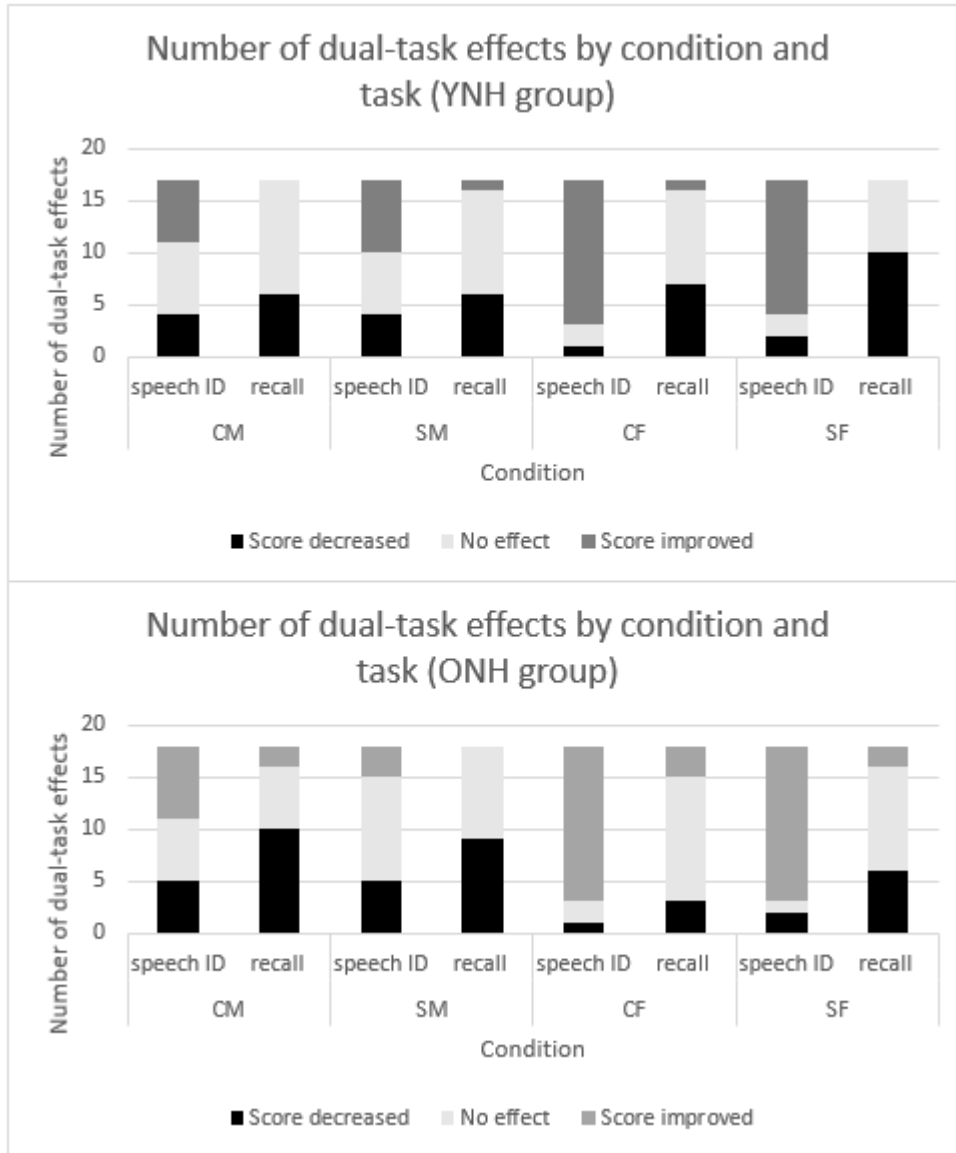 Number of dual-task effects by condition and
task (YNH group)
Number of dual-task effects
20
15
10
5
0
speech ID recall speech ID recall speech ID recall speech ID recall
CM SM CF SF
Condition
Score decreased No effect Score improved
Number of dual-task effects by condition and
task (ONH group)
Number of dual-task effects
20
15
10
5
0
speech ID recall speech ID recall speech ID recall speech ID recall
CM SM CF SF
Condition
Score decreased No effect Score improved